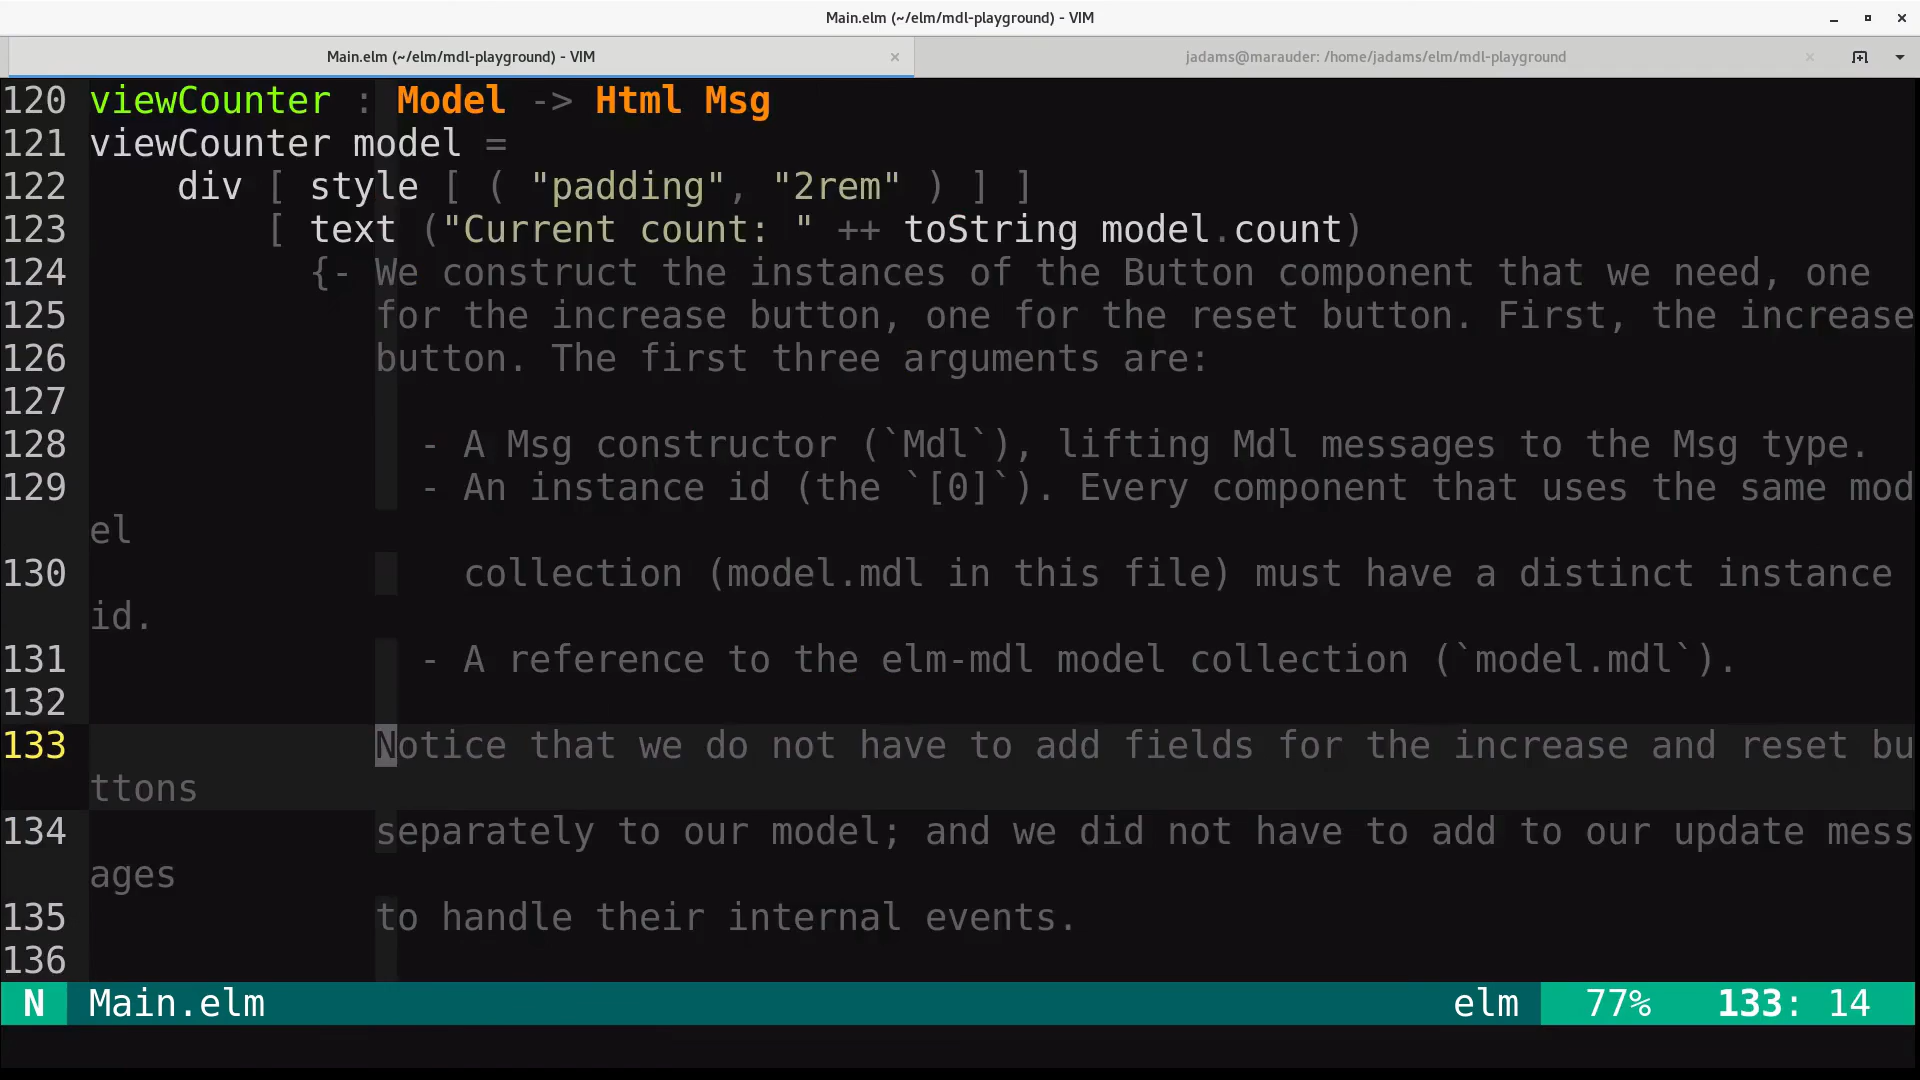 Main.elm (~/elm/mdl-playground) - VIM
Main.elm (~/elm/mdl-playground) - VIM
jadams@marauder: /home/jadams/elm/mdl-playground
120 viewCounter : Model -> Html Msg
121 viewCounter model =
122     div [ style [ ( "padding", "2rem" ) ] ]
123         [ text ("Current count: " ++ toString model.count)
124           {- We construct the instances of the Button component that we need, one
125              for the increase button, one for the reset button. First, the increase
126              button. The first three arguments are:
127
128                - A Msg constructor (`Mdl`), lifting Mdl messages to the Msg type.
129                - An instance id (the `[0]`). Every component that uses the same mod
el
130                  collection (model.mdl in this file) must have a distinct instance
id.
131                - A reference to the elm-mdl model collection (`model.mdl`).
132
133              Notice that we do not have to add fields for the increase and reset bu
ttons
134              separately to our model; and we did not have to add to our update mess
ages
135              to handle their internal events.
136
N Main.elm elm 77% 133: 14